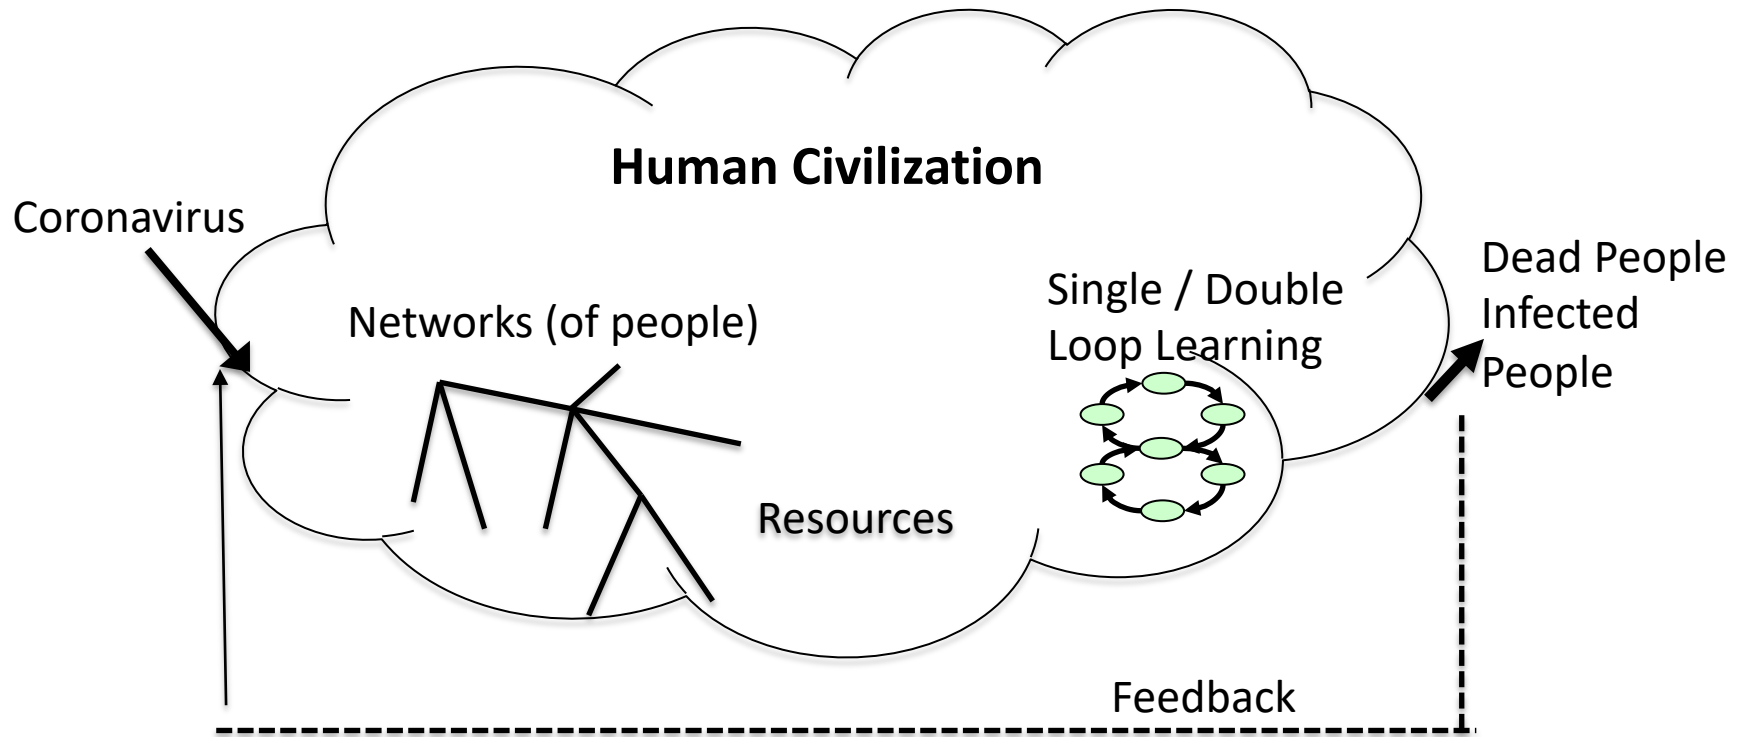 Human Civilization
Coronavirus
Networks (of people)
Single / Double
Loop Learning
Dead People
Infected
People
Resources
Feedback